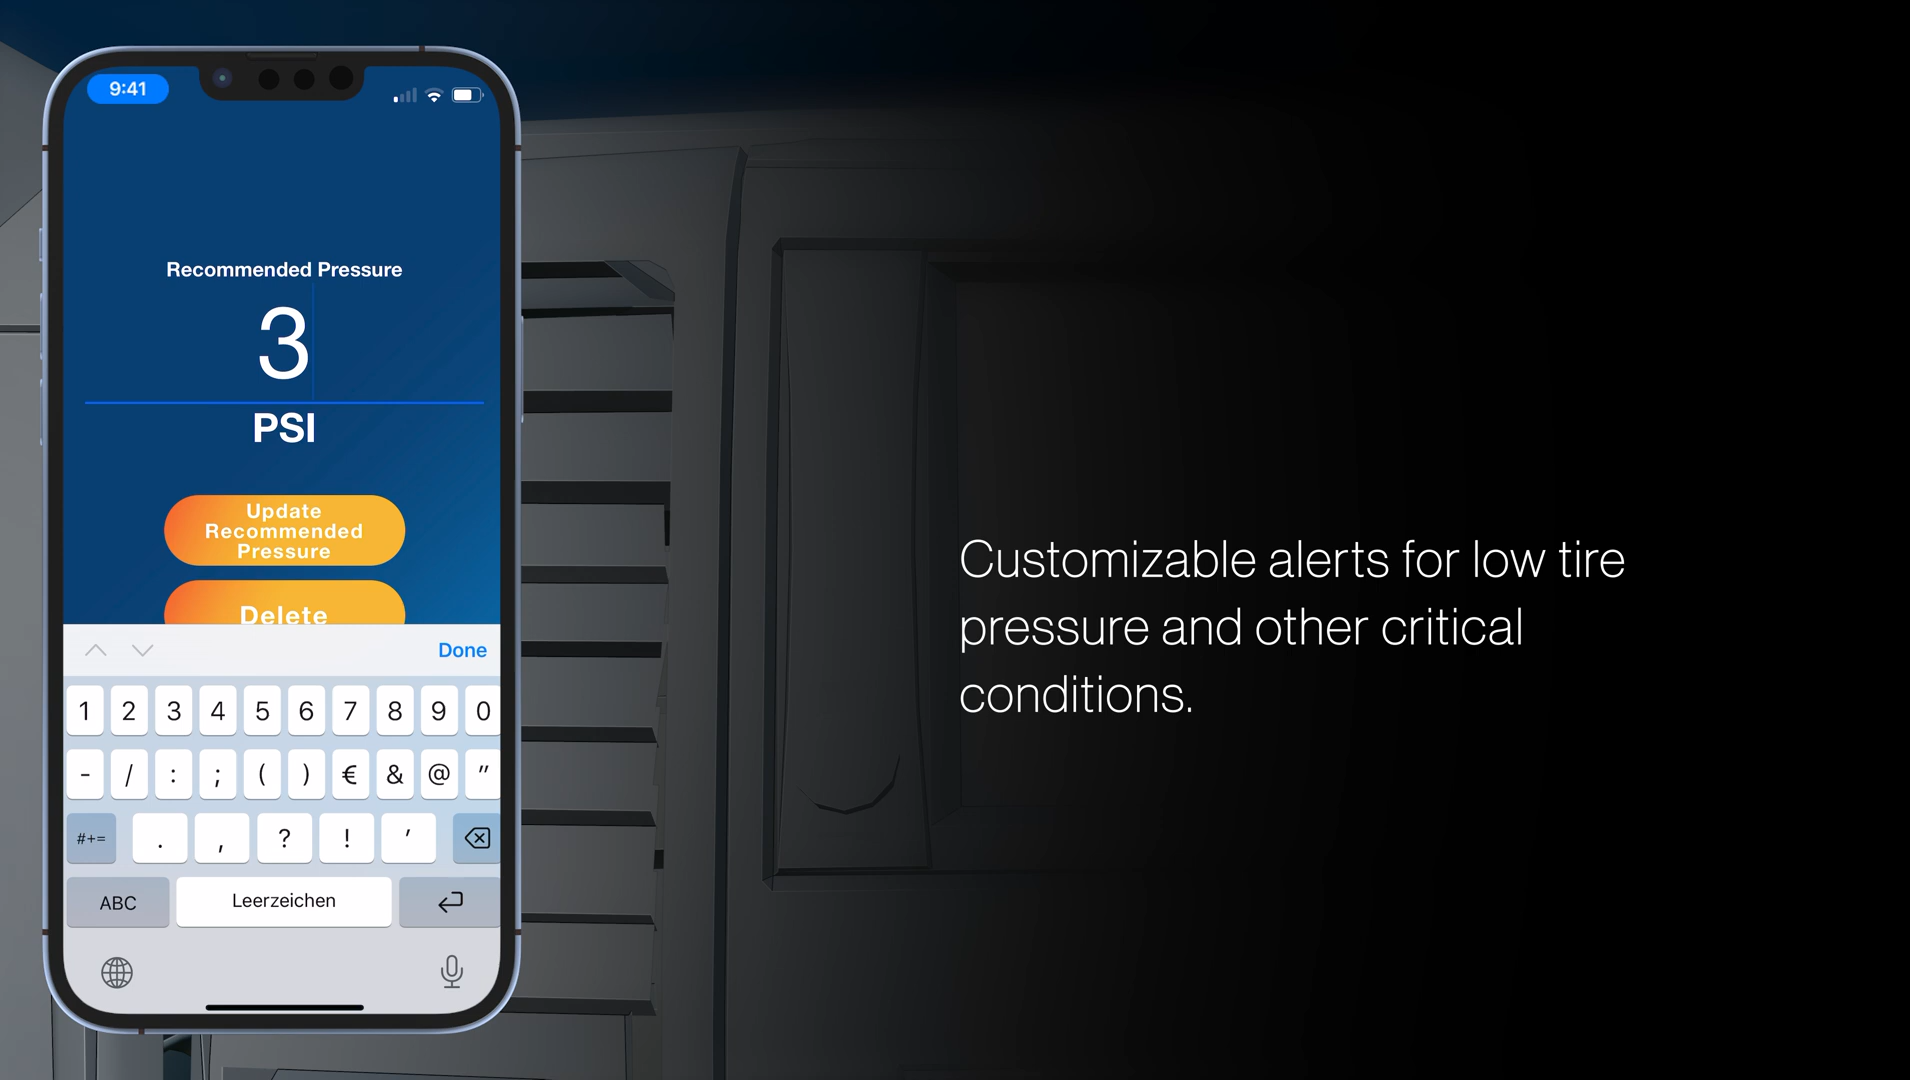 9:41
Recommended Pressure
3
PSI
Update
Recommended
Pressure
Delete
Done
1 2 3 4 5 6 7 8 9 0
- / : ; ( ) € & @ "
#+= . , ? ! '
ABC Leerzeichen
Customizable alerts for low tire
pressure and other critical
conditions.